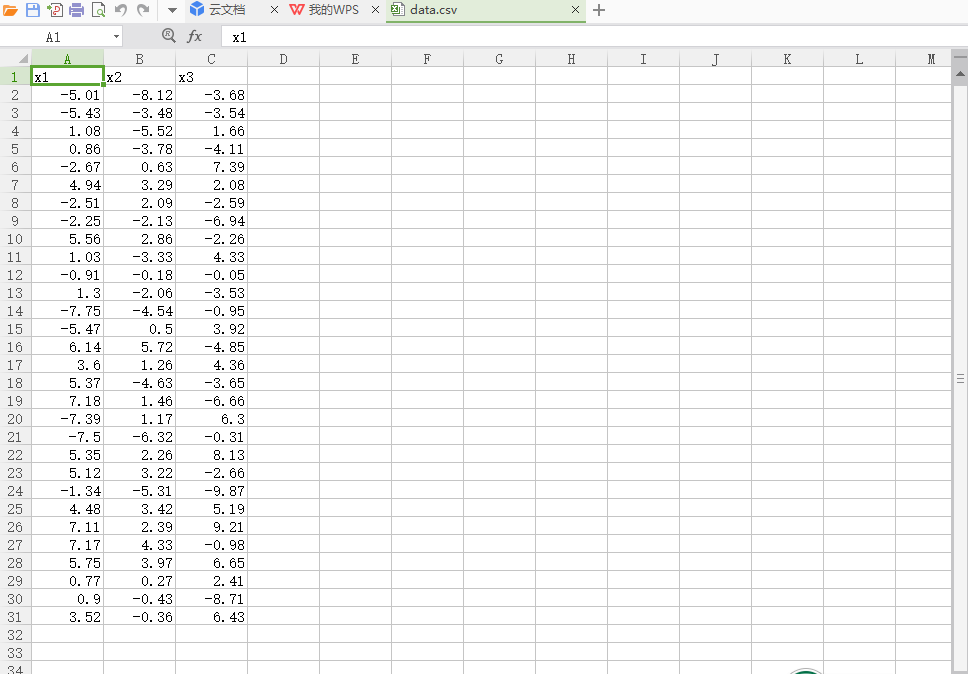 云文档 × 我的WPS × data.csv × +
A1 fx x1
A B C D E F G H I J K L M
1 x1 x2 x3
2 -5.01 -8.12 -3.68
3 -5.43 -3.48 -3.54
4 1.08 -5.52 1.66
5 0.86 -3.78 -4.11
6 -2.67 0.63 7.39
7 4.94 3.29 2.08
8 -2.51 2.09 -2.59
9 -2.25 -2.13 -6.94
10 5.56 2.86 -2.26
11 1.03 -3.33 4.33
12 -0.91 -0.18 -0.05
13 1.3 -2.06 -3.53
14 -7.75 -4.54 -0.95
15 -5.47 0.5 3.92
16 6.14 5.72 -4.85
17 3.6 1.26 4.36
18 5.37 -4.63 -3.65
19 7.18 1.46 -6.66
20 -7.39 1.17 6.3
21 -7.5 -6.32 -0.31
22 5.35 2.26 8.13
23 5.12 3.22 -2.66
24 -1.34 -5.31 -9.87
25 4.48 3.42 5.19
26 7.11 2.39 9.21
27 7.17 4.33 -0.98
28 5.75 3.97 6.65
29 0.77 0.27 2.41
30 0.9 -0.43 -8.71
31 3.52 -0.36 6.43
32
33
34